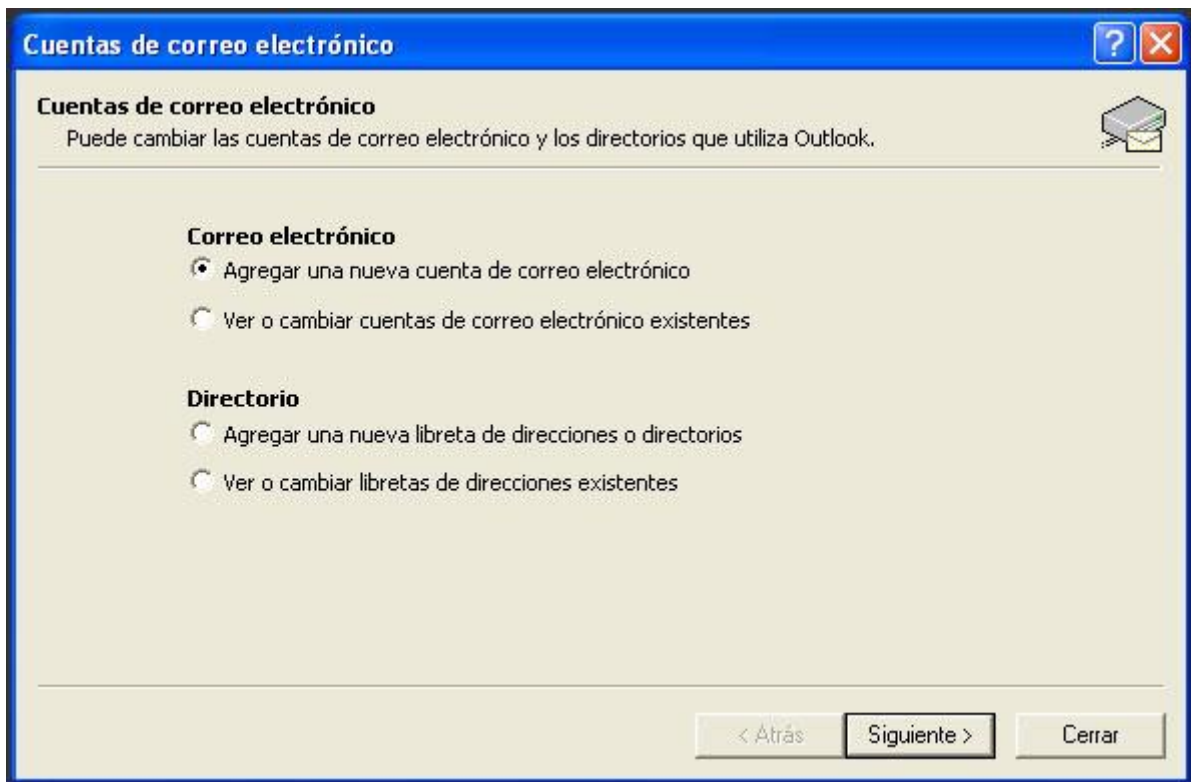 Cuentas de correo electrónico
Cuentas de correo electrónico
Puede cambiar las cuentas de correo electrónico y los directorios que utiliza Outlook.
Correo electrónico
Agregar una nueva cuenta de correo electrónico
Ver o cambiar cuentas de correo electrónico existentes
Directorio
Agregar una nueva libreta de direcciones o directorios
Ver o cambiar libretas de direcciones existentes
< Atrás Siguiente > Cerrar